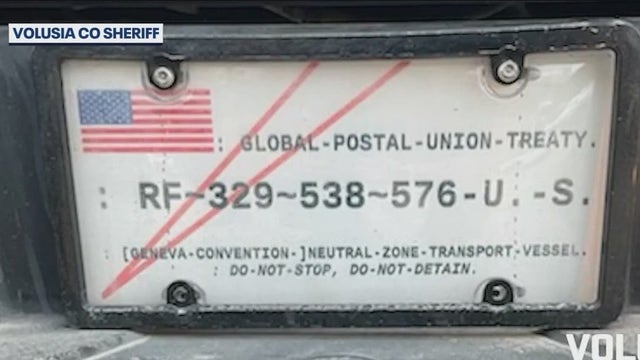 VOLUSIA CO SHERIFF
: GLOBAL-POSTAL-UNION-TREATY.
: RF~329~538~576-U.-S.
: [GENEVA-CONVENTION-]NEUTRAL-ZONE-TRANSPORT-VESSEL.
: DO-NOT-STOP, DO-NOT-DETAIN.